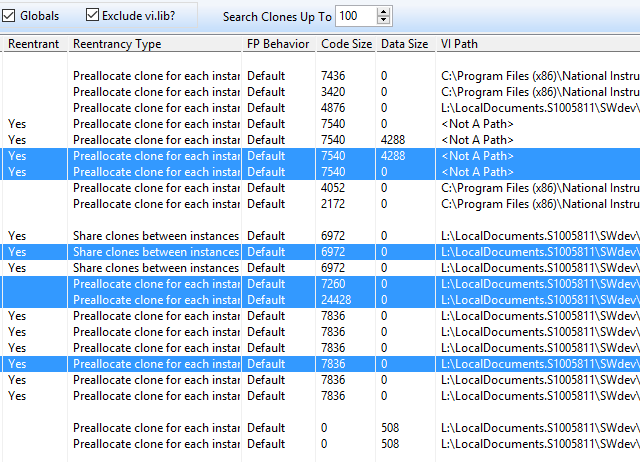 Globals Exclude vi.lib? Search Clones Up To 100
Reentrant Reentrancy Type FP Behavior Code Size Data Size VI Path
Preallocate clone for each instar Default 7436 0 C:\Program Files (x86)\National Instru
Preallocate clone for each instar Default 3420 0 C:\Program Files (x86)\National Instru
Preallocate clone for each instar Default 4876 0 L:\LocalDocuments.S1005811\SWdev\
Yes Preallocate clone for each instar Default 7540 0 <Not A Path>
Yes Preallocate clone for each instar Default 7540 4288 <Not A Path>
Yes Preallocate clone for each instar Default 7540 4288 <Not A Path>
Yes Preallocate clone for each instar Default 7540 0 <Not A Path>
Preallocate clone for each instar Default 4052 0 C:\Program Files (x86)\National Instru
Preallocate clone for each instar Default 2172 0 C:\Program Files (x86)\National Instru
Yes Share clones between instances Default 6972 0 L:\LocalDocuments.S1005811\SWdev\
Yes Share clones between instances Default 6972 0 L:\LocalDocuments.S1005811\SWdev\
Yes Share clones between instances Default 6972 0 L:\LocalDocuments.S1005811\SWdev\
Preallocate clone for each instar Default 7260 0 L:\LocalDocuments.S1005811\SWdev\
Preallocate clone for each instar Default 24428 0 L:\LocalDocuments.S1005811\SWdev\
Yes Preallocate clone for each instar Default 7836 0 L:\LocalDocuments.S1005811\SWdev\
Yes Preallocate clone for each instar Default 7836 0 L:\LocalDocuments.S1005811\SWdev\
Yes Preallocate clone for each instar Default 7836 0 L:\LocalDocuments.S1005811\SWdev\
Yes Preallocate clone for each instar Default 7836 0 L:\LocalDocuments.S1005811\SWdev\
Yes Preallocate clone for each instar Default 7836 0 L:\LocalDocuments.S1005811\SWdev\
Yes Preallocate clone for each instar Default 7836 0 L:\LocalDocuments.S1005811\SWdev\
Preallocate clone for each instar Default 0 508 L:\LocalDocuments.S1005811\SWdev\
Preallocate clone for each instar Default 0 508 L:\LocalDocuments.S1005811\SWdev\